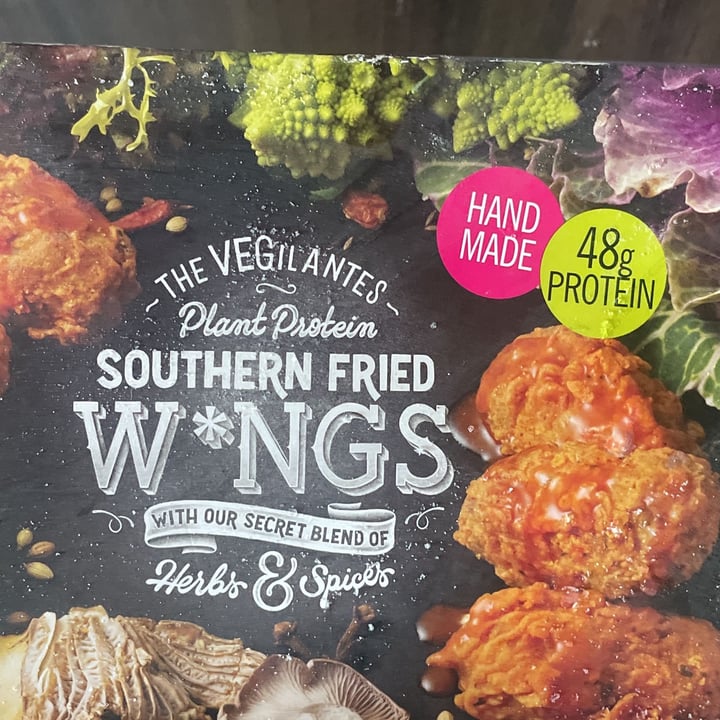 THE VEGILANTES
Plant Protein
SOUTHERN FRIED
W*NGS
WITH OUR SECRET BLEND OF
Herbs & Spices
HAND
MADE
48g
PROTEIN